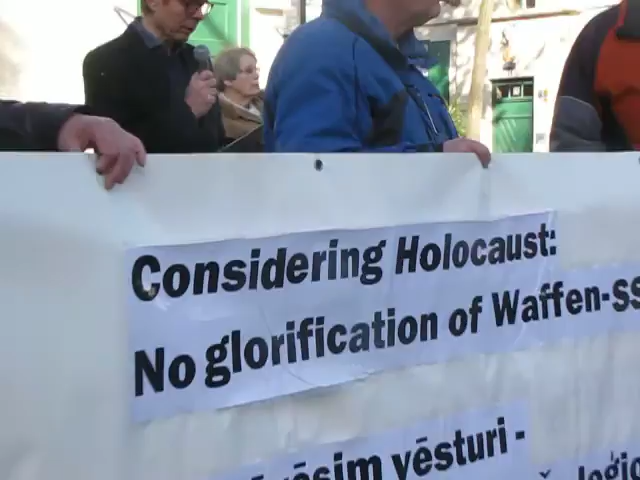 Considering Holocaust:
No glorification of Waffen-SS
vēsturi -